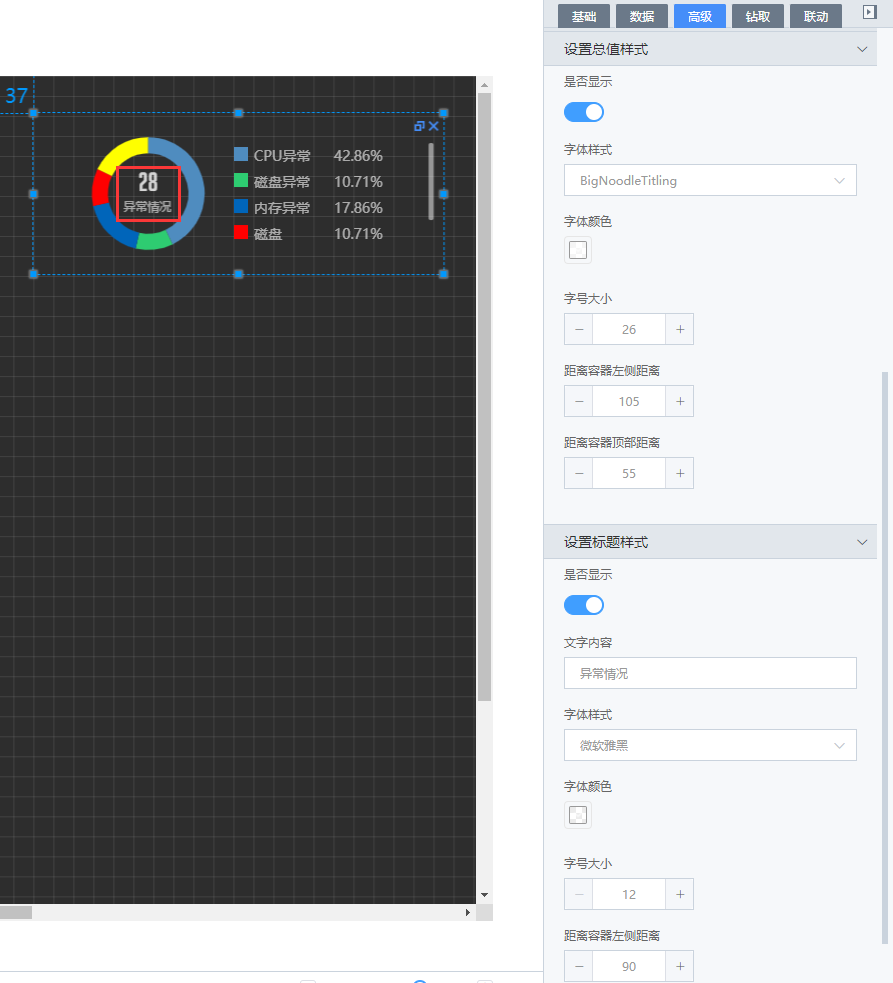 基础 数据 高级 钻取 联动
37
28
异常情况
CPU异常 42.86%
磁盘异常 10.71%
内存异常 17.86%
磁盘 10.71%
设置总值样式
是否显示
字体样式
BigNoodleTitling
字体颜色
字号大小
− 26 +
距离容器左侧距离
− 105 +
距离容器顶部距离
− 55 +
设置标题样式
是否显示
文字内容
异常情况
字体样式
微软雅黑
字体颜色
字号大小
− 12 +
距离容器左侧距离
− 90 +